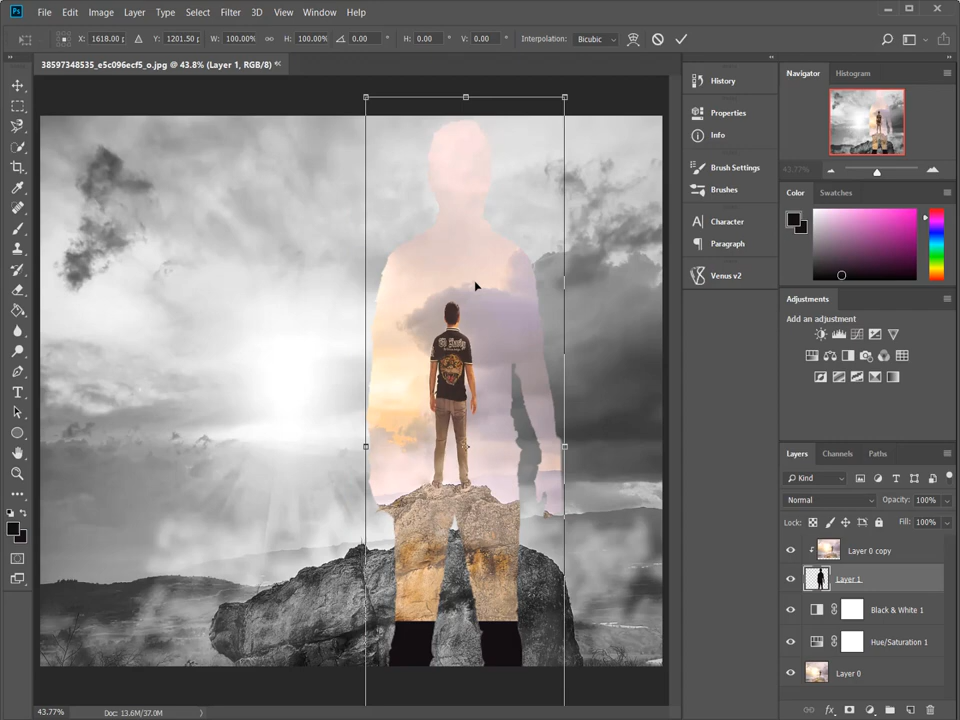 Ps File Edit Image Layer Type Select Filter 3D View Window Help
X: 1618.00 p Y: 1201.50 p W: 100.00% H: 100.00% 0.00 ° H: 0.00 ° V: 0.00 ° Interpolation: Bicubic
38597348535_e5c096ecf5_o.jpg @ 43.8% (Layer 1, RGB/8) *
History
Properties
Info
Brush Settings
Brushes
Character
Paragraph
Venus v2
Navigator Histogram
43.77%
Color Swatches
Adjustments
Add an adjustment
Layers Channels Paths
Kind
Normal Opacity: 100%
Lock: Fill: 100%
Layer 0 copy
Layer 1
Black & White 1
Hue/Saturation 1
Layer 0
fx
43.77% Doc: 13.6M/37.0M